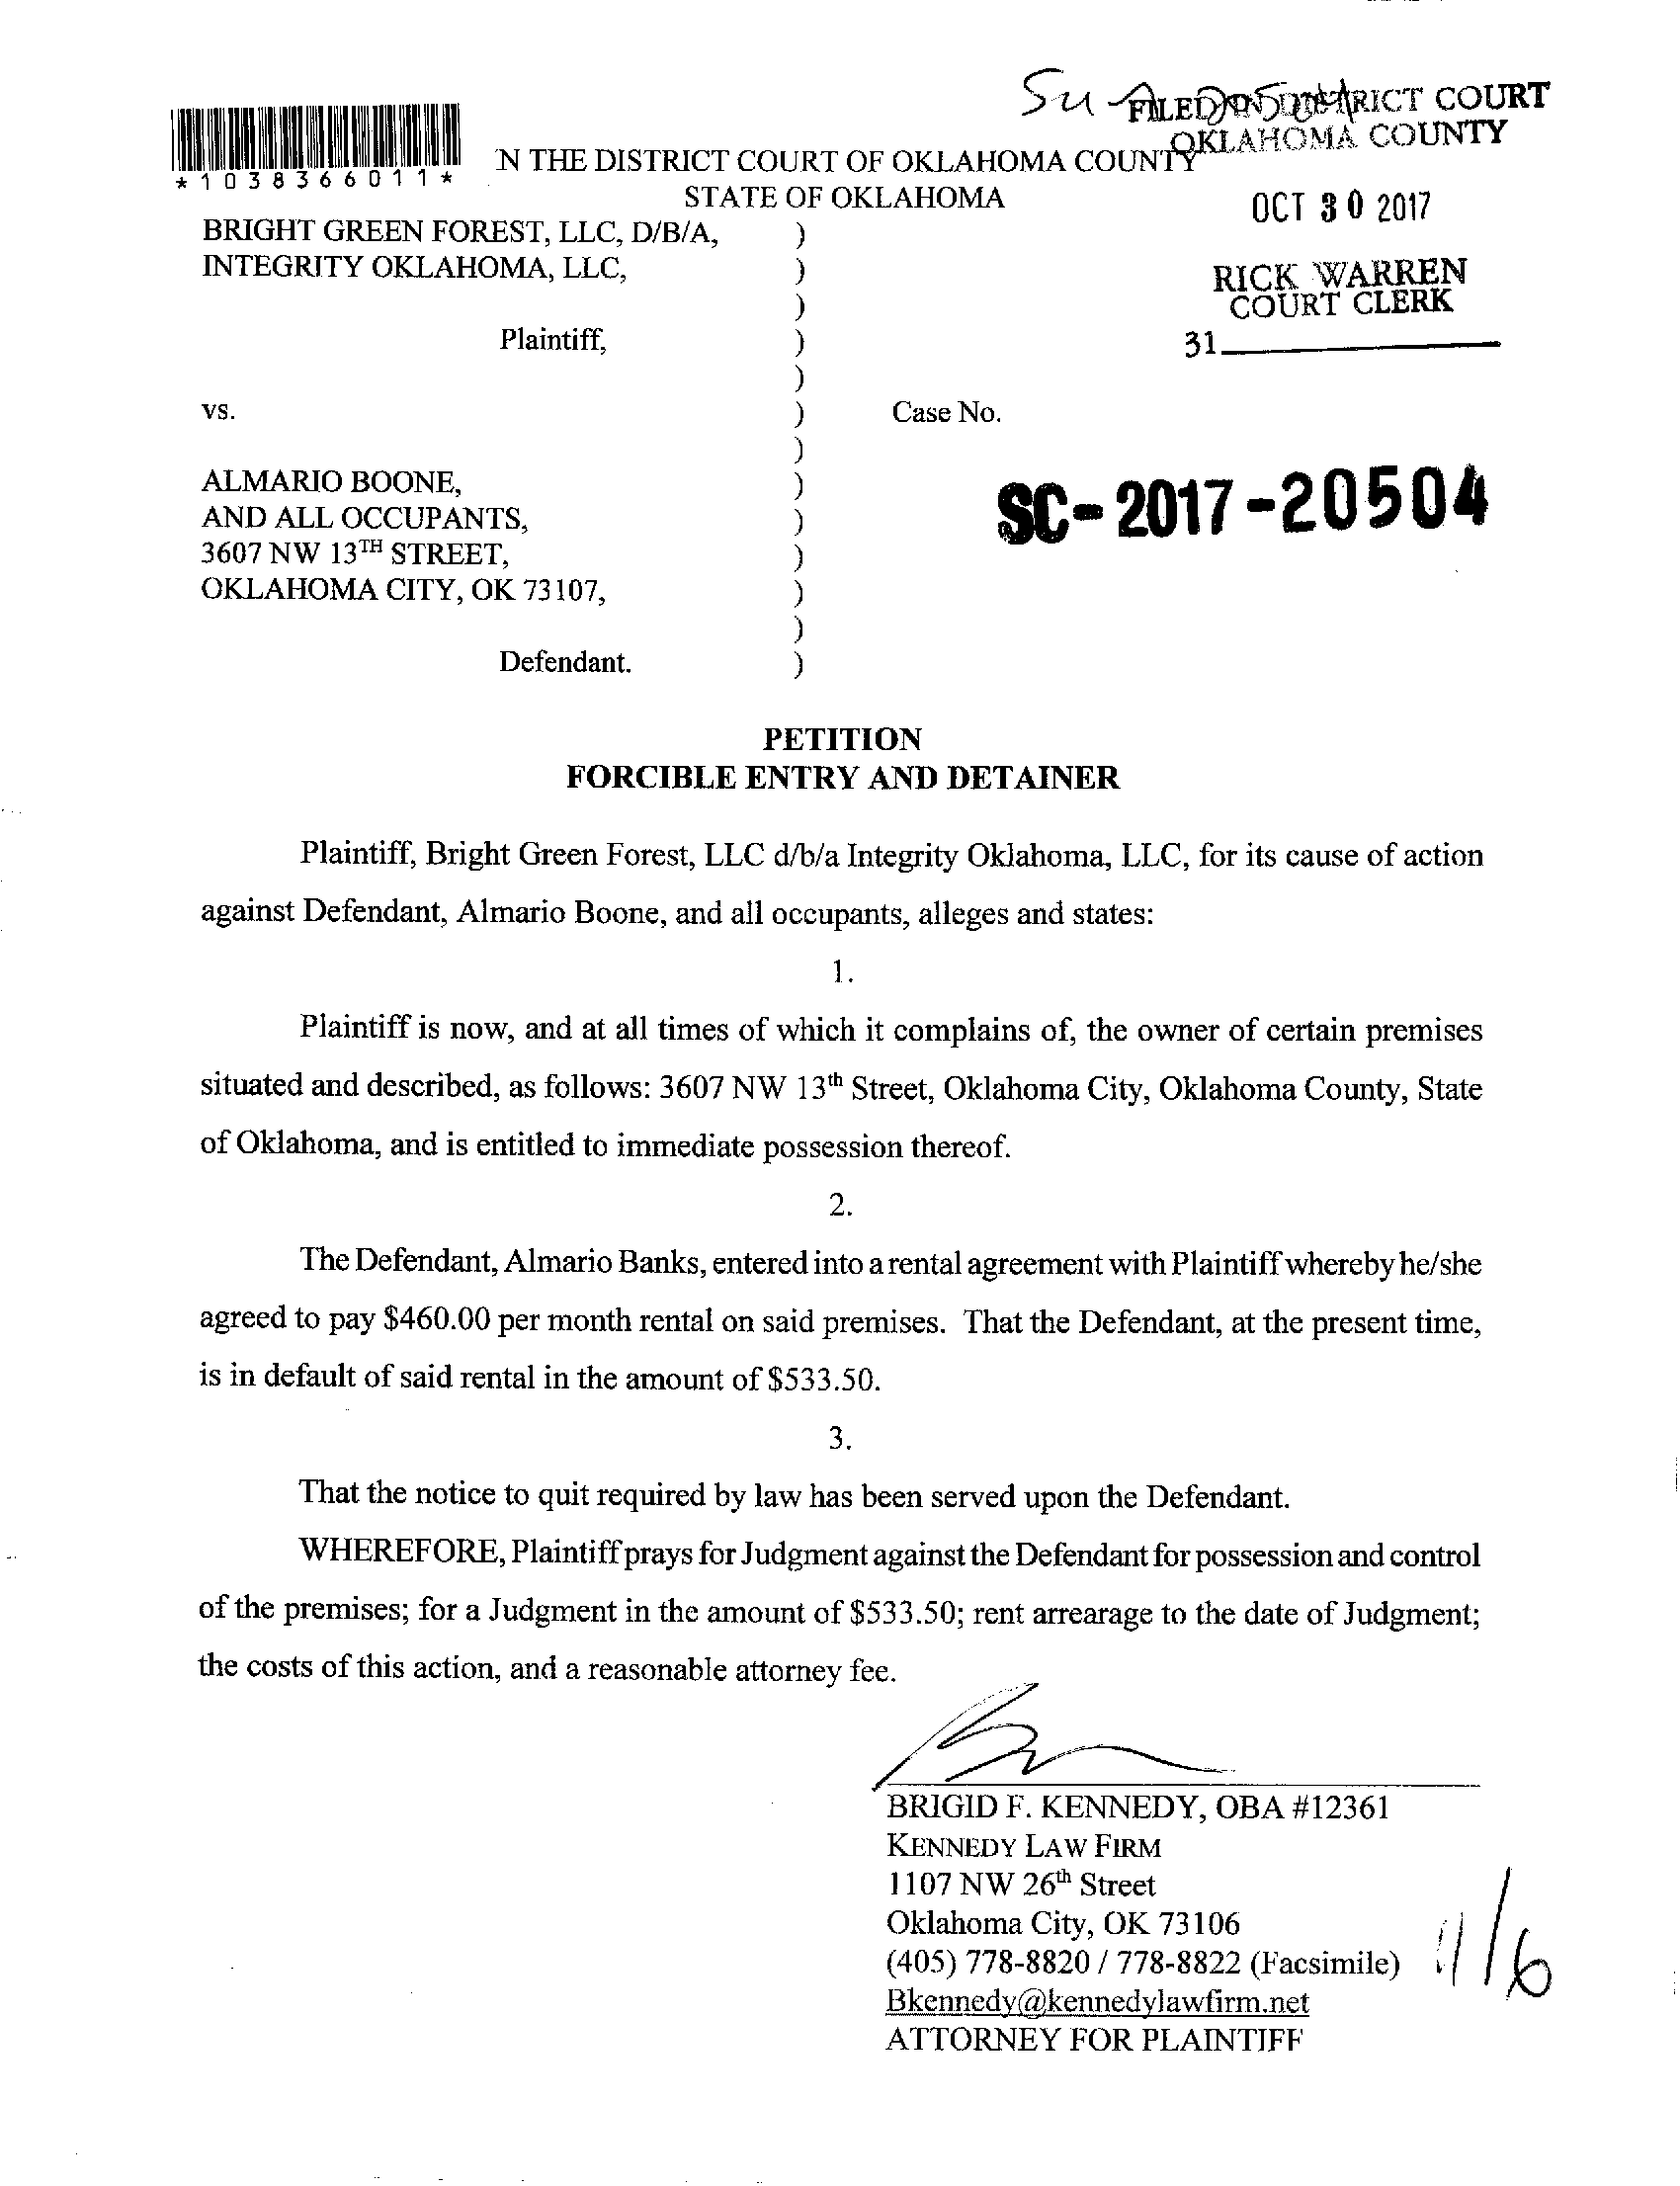 Su
FILED IN DISTRICT COURT
OKLAHOMA COUNTY
*1038366011*
N THE DISTRICT COURT OF OKLAHOMA COUNTY
STATE OF OKLAHOMA
OCT 30 2017
RICK WARREN
COURT CLERK
31
BRIGHT GREEN FOREST, LLC, D/B/A, )
INTEGRITY OKLAHOMA, LLC, )
)
Plaintiff, )
)
vs. ) Case No.
)
SC-2017-20504
ALMARIO BOONE, )
AND ALL OCCUPANTS, )
3607 NW 13TH STREET, )
OKLAHOMA CITY, OK 73107, )
)
Defendant. )
PETITION
FORCIBLE ENTRY AND DETAINER
Plaintiff, Bright Green Forest, LLC d/b/a Integrity Oklahoma, LLC, for its cause of action
against Defendant, Almario Boone, and all occupants, alleges and states:
1.
Plaintiff is now, and at all times of which it complains of, the owner of certain premises
situated and described, as follows: 3607 NW 13th Street, Oklahoma City, Oklahoma County, State
of Oklahoma, and is entitled to immediate possession thereof.
2.
The Defendant, Almario Banks, entered into a rental agreement with Plaintiff whereby he/she
agreed to pay $460.00 per month rental on said premises. That the Defendant, at the present time,
is in default of said rental in the amount of $533.50.
3.
That the notice to quit required by law has been served upon the Defendant.
WHEREFORE, Plaintiff prays for Judgment against the Defendant for possession and control
of the premises; for a Judgment in the amount of $533.50; rent arrearage to the date of Judgment;
the costs of this action, and a reasonable attorney fee.
BRIGID F. KENNEDY, OBA #12361
KENNEDY LAW FIRM
1107 NW 26th Street
Oklahoma City, OK 73106
(405) 778-8820 / 778-8822 (Facsimile)
Bkennedy@kennedylawfirm.net
ATTORNEY FOR PLAINTIFF
11/6